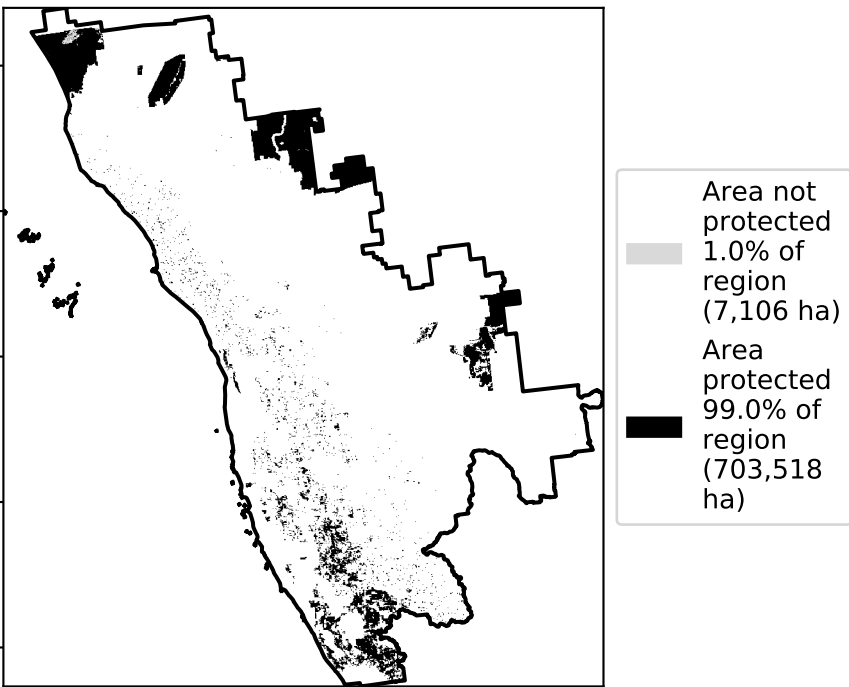 Area not
protected
1.0% of
region
(7,106 ha)
Area
protected
99.0% of
region
(703,518
ha)